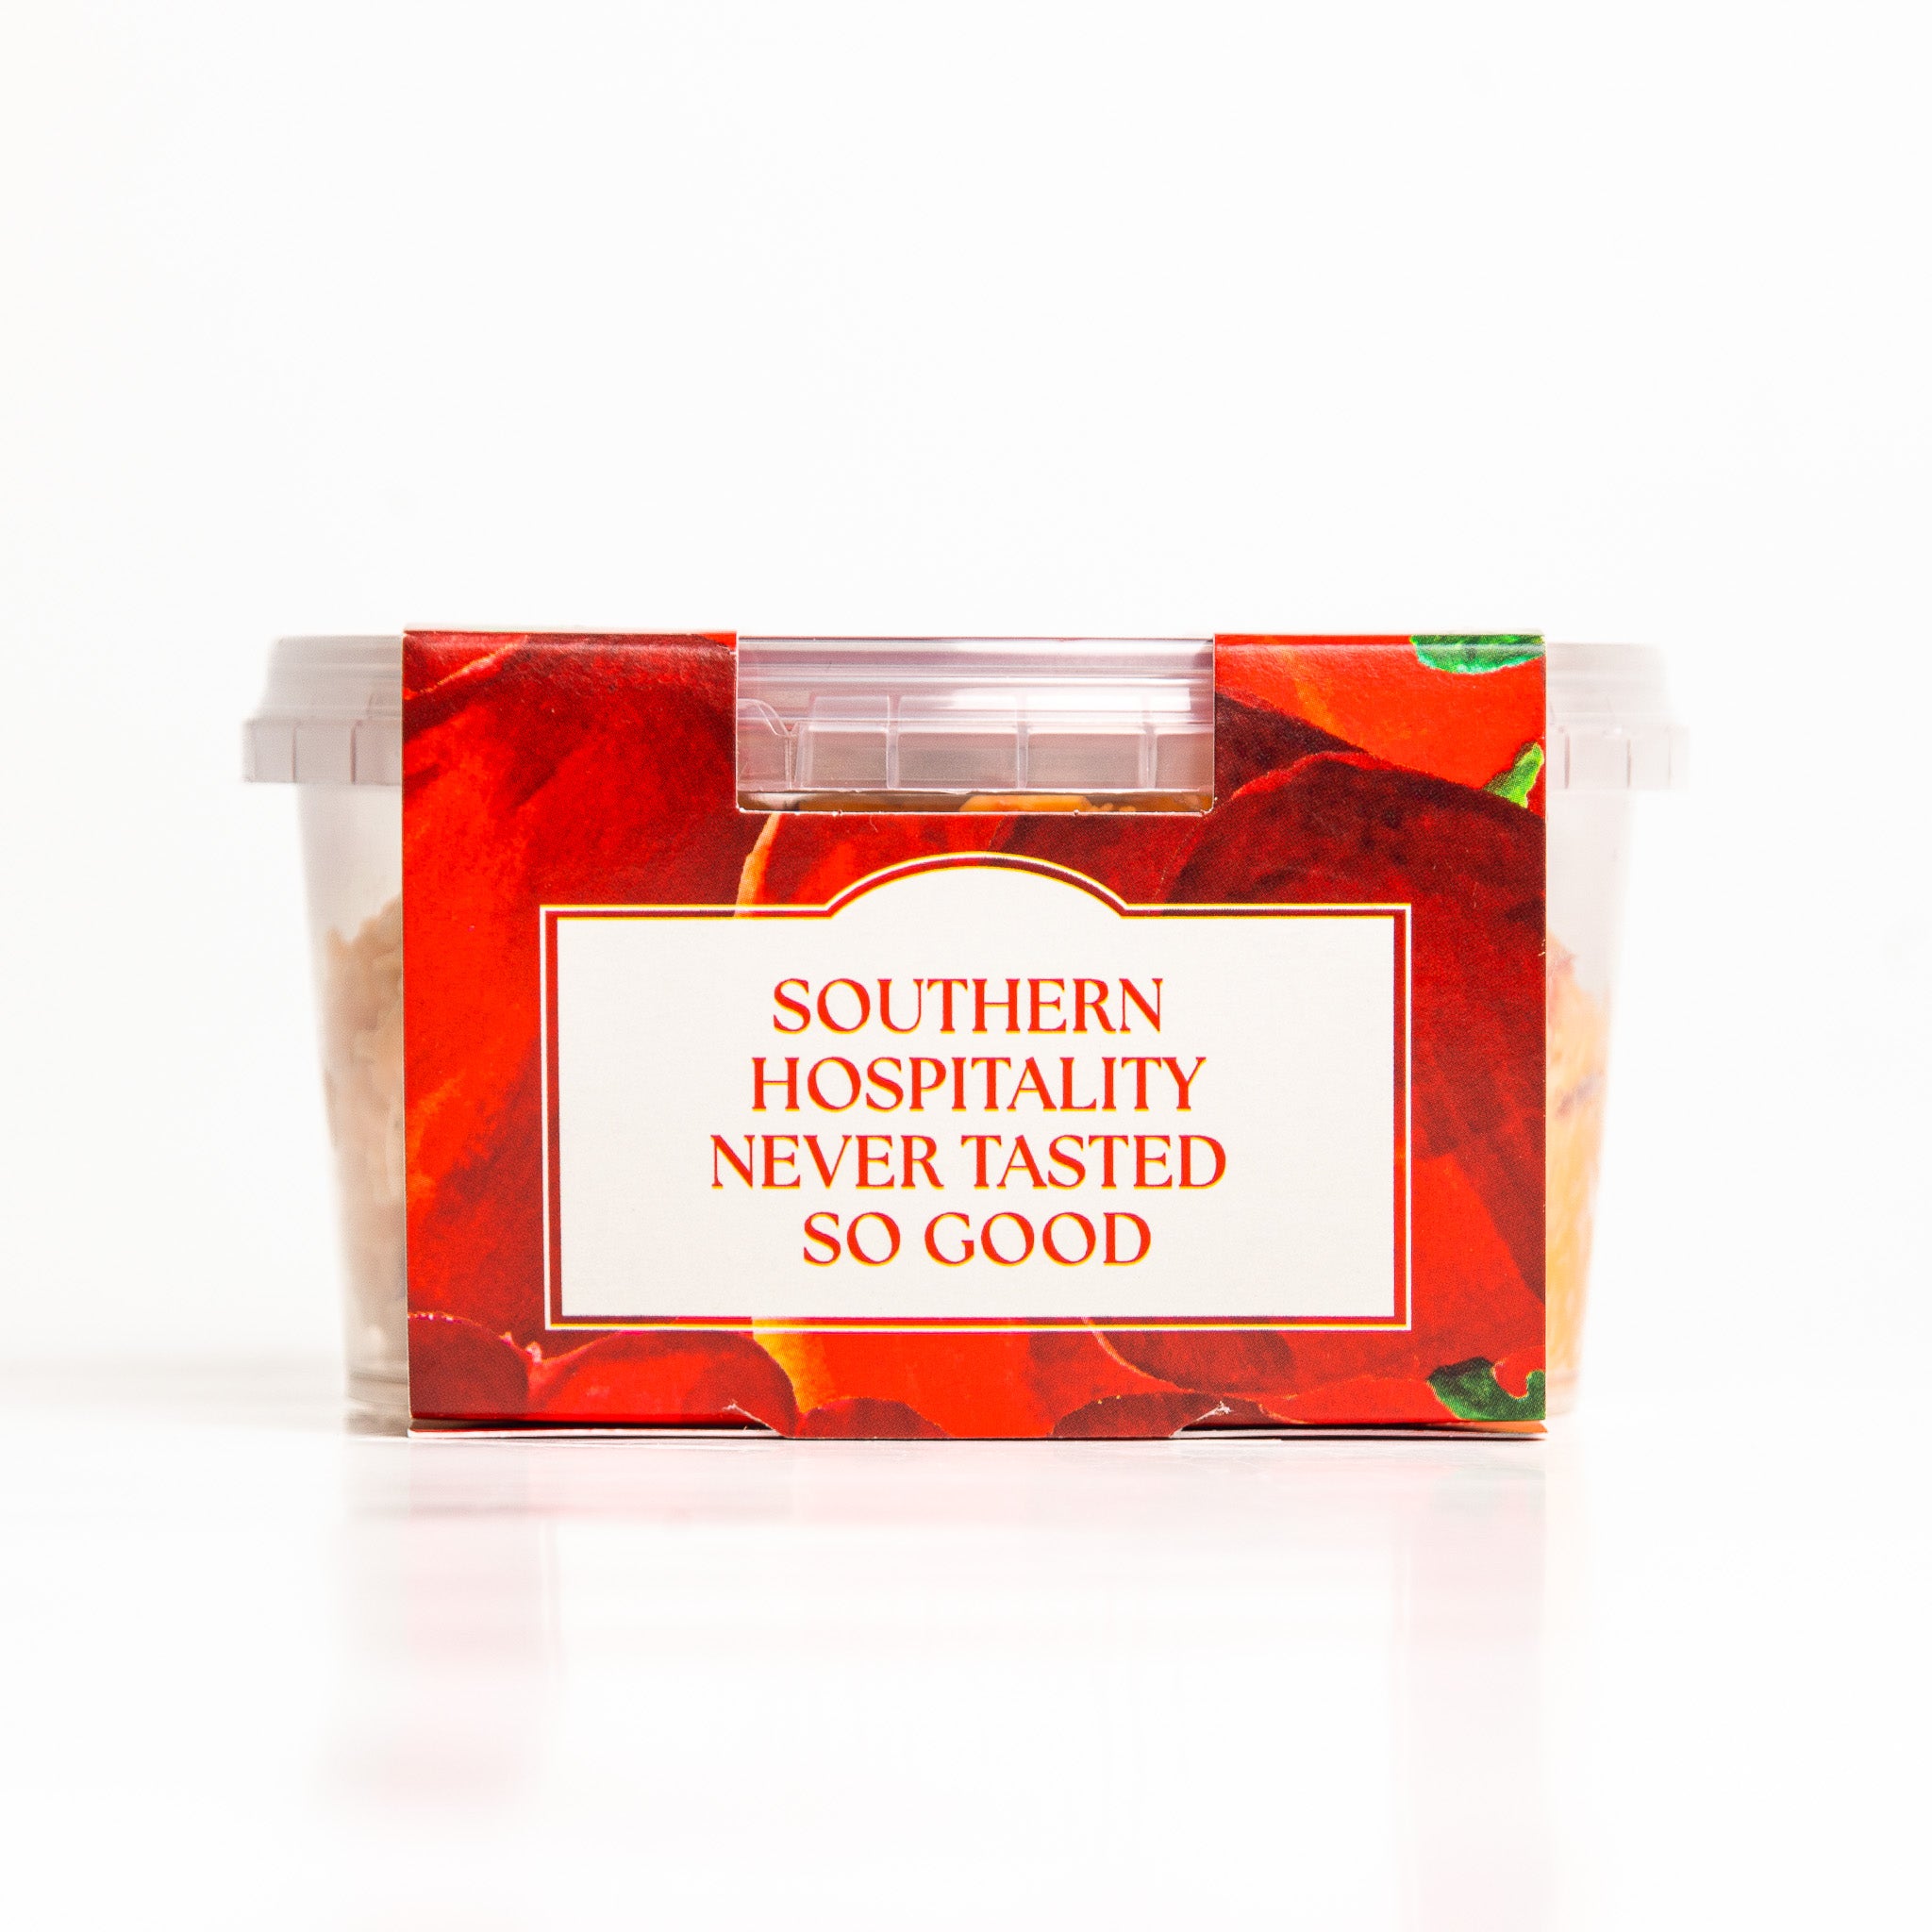 SOUTHERN
HOSPITALITY
NEVER TASTED
SO GOOD